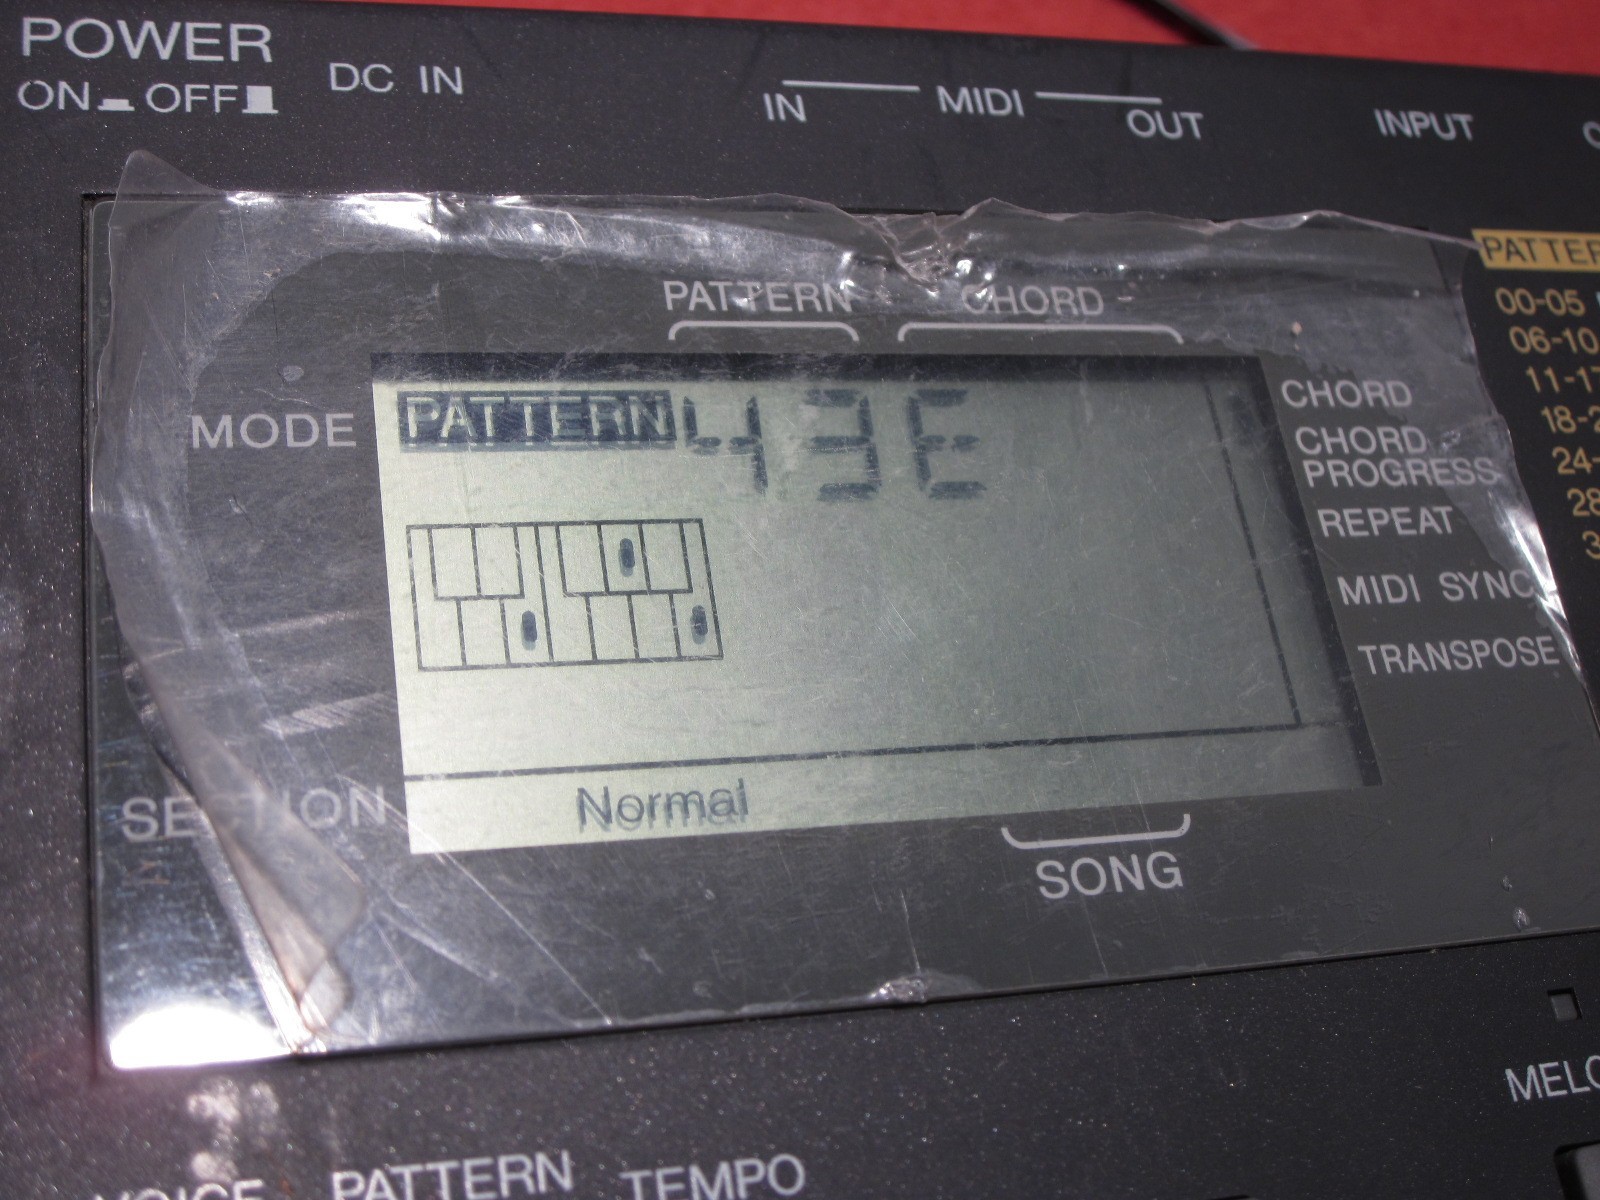 POWER
ON OFF
DC IN
IN MIDI OUT
INPUT
PATTERN CHORD
MODE
PATTERN 43E
CHORD
CHORD PROGRESS
REPEAT
MIDI SYNC
TRANSPOSE
SECTION
Normal
SONG
00-05
06-10
PATTERN TEMPO